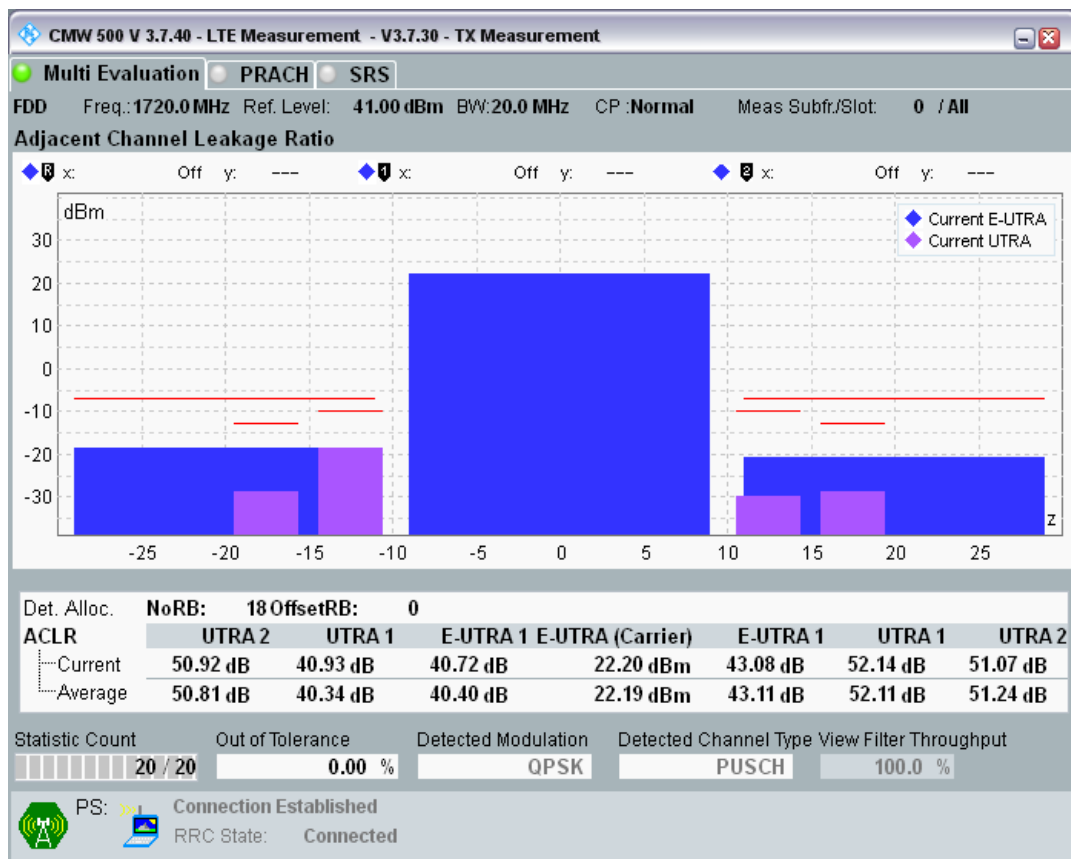 CMW 500 V 3.7.40 - LTE Measurement - V3.7.30 - TX Measurement
Multi Evaluation PRACH SRS
FDD Freq.:1720.0 MHz Ref. Level: 41.00 dBm BW:20.0 MHz CP :Normal Meas Subfr./Slot: 0 / All
Adjacent Channel Leakage Ratio
R x: Off y: --- 1 x: Off y: --- 2 x: Off y: ---
dBm
Current E-UTRA
Current UTRA
30
20
10
0
-10
-20
-30
z
-25 -20 -15 -10 -5 0 5 10 15 20 25
Det. Alloc. NoRB: 18 OffsetRB: 0
ACLR UTRA 2 UTRA 1 E-UTRA 1 E-UTRA (Carrier) E-UTRA 1 UTRA 1 UTRA 2
Current 50.92 dB 40.93 dB 40.72 dB 22.20 dBm 43.08 dB 52.14 dB 51.07 dB
Average 50.81 dB 40.34 dB 40.40 dB 22.19 dBm 43.11 dB 52.11 dB 51.24 dB
Statistic Count Out of Tolerance Detected Modulation Detected Channel Type View Filter Throughput
20 / 20 0.00 % QPSK PUSCH 100.0 %
PS: Connection Established
RRC State: Connected